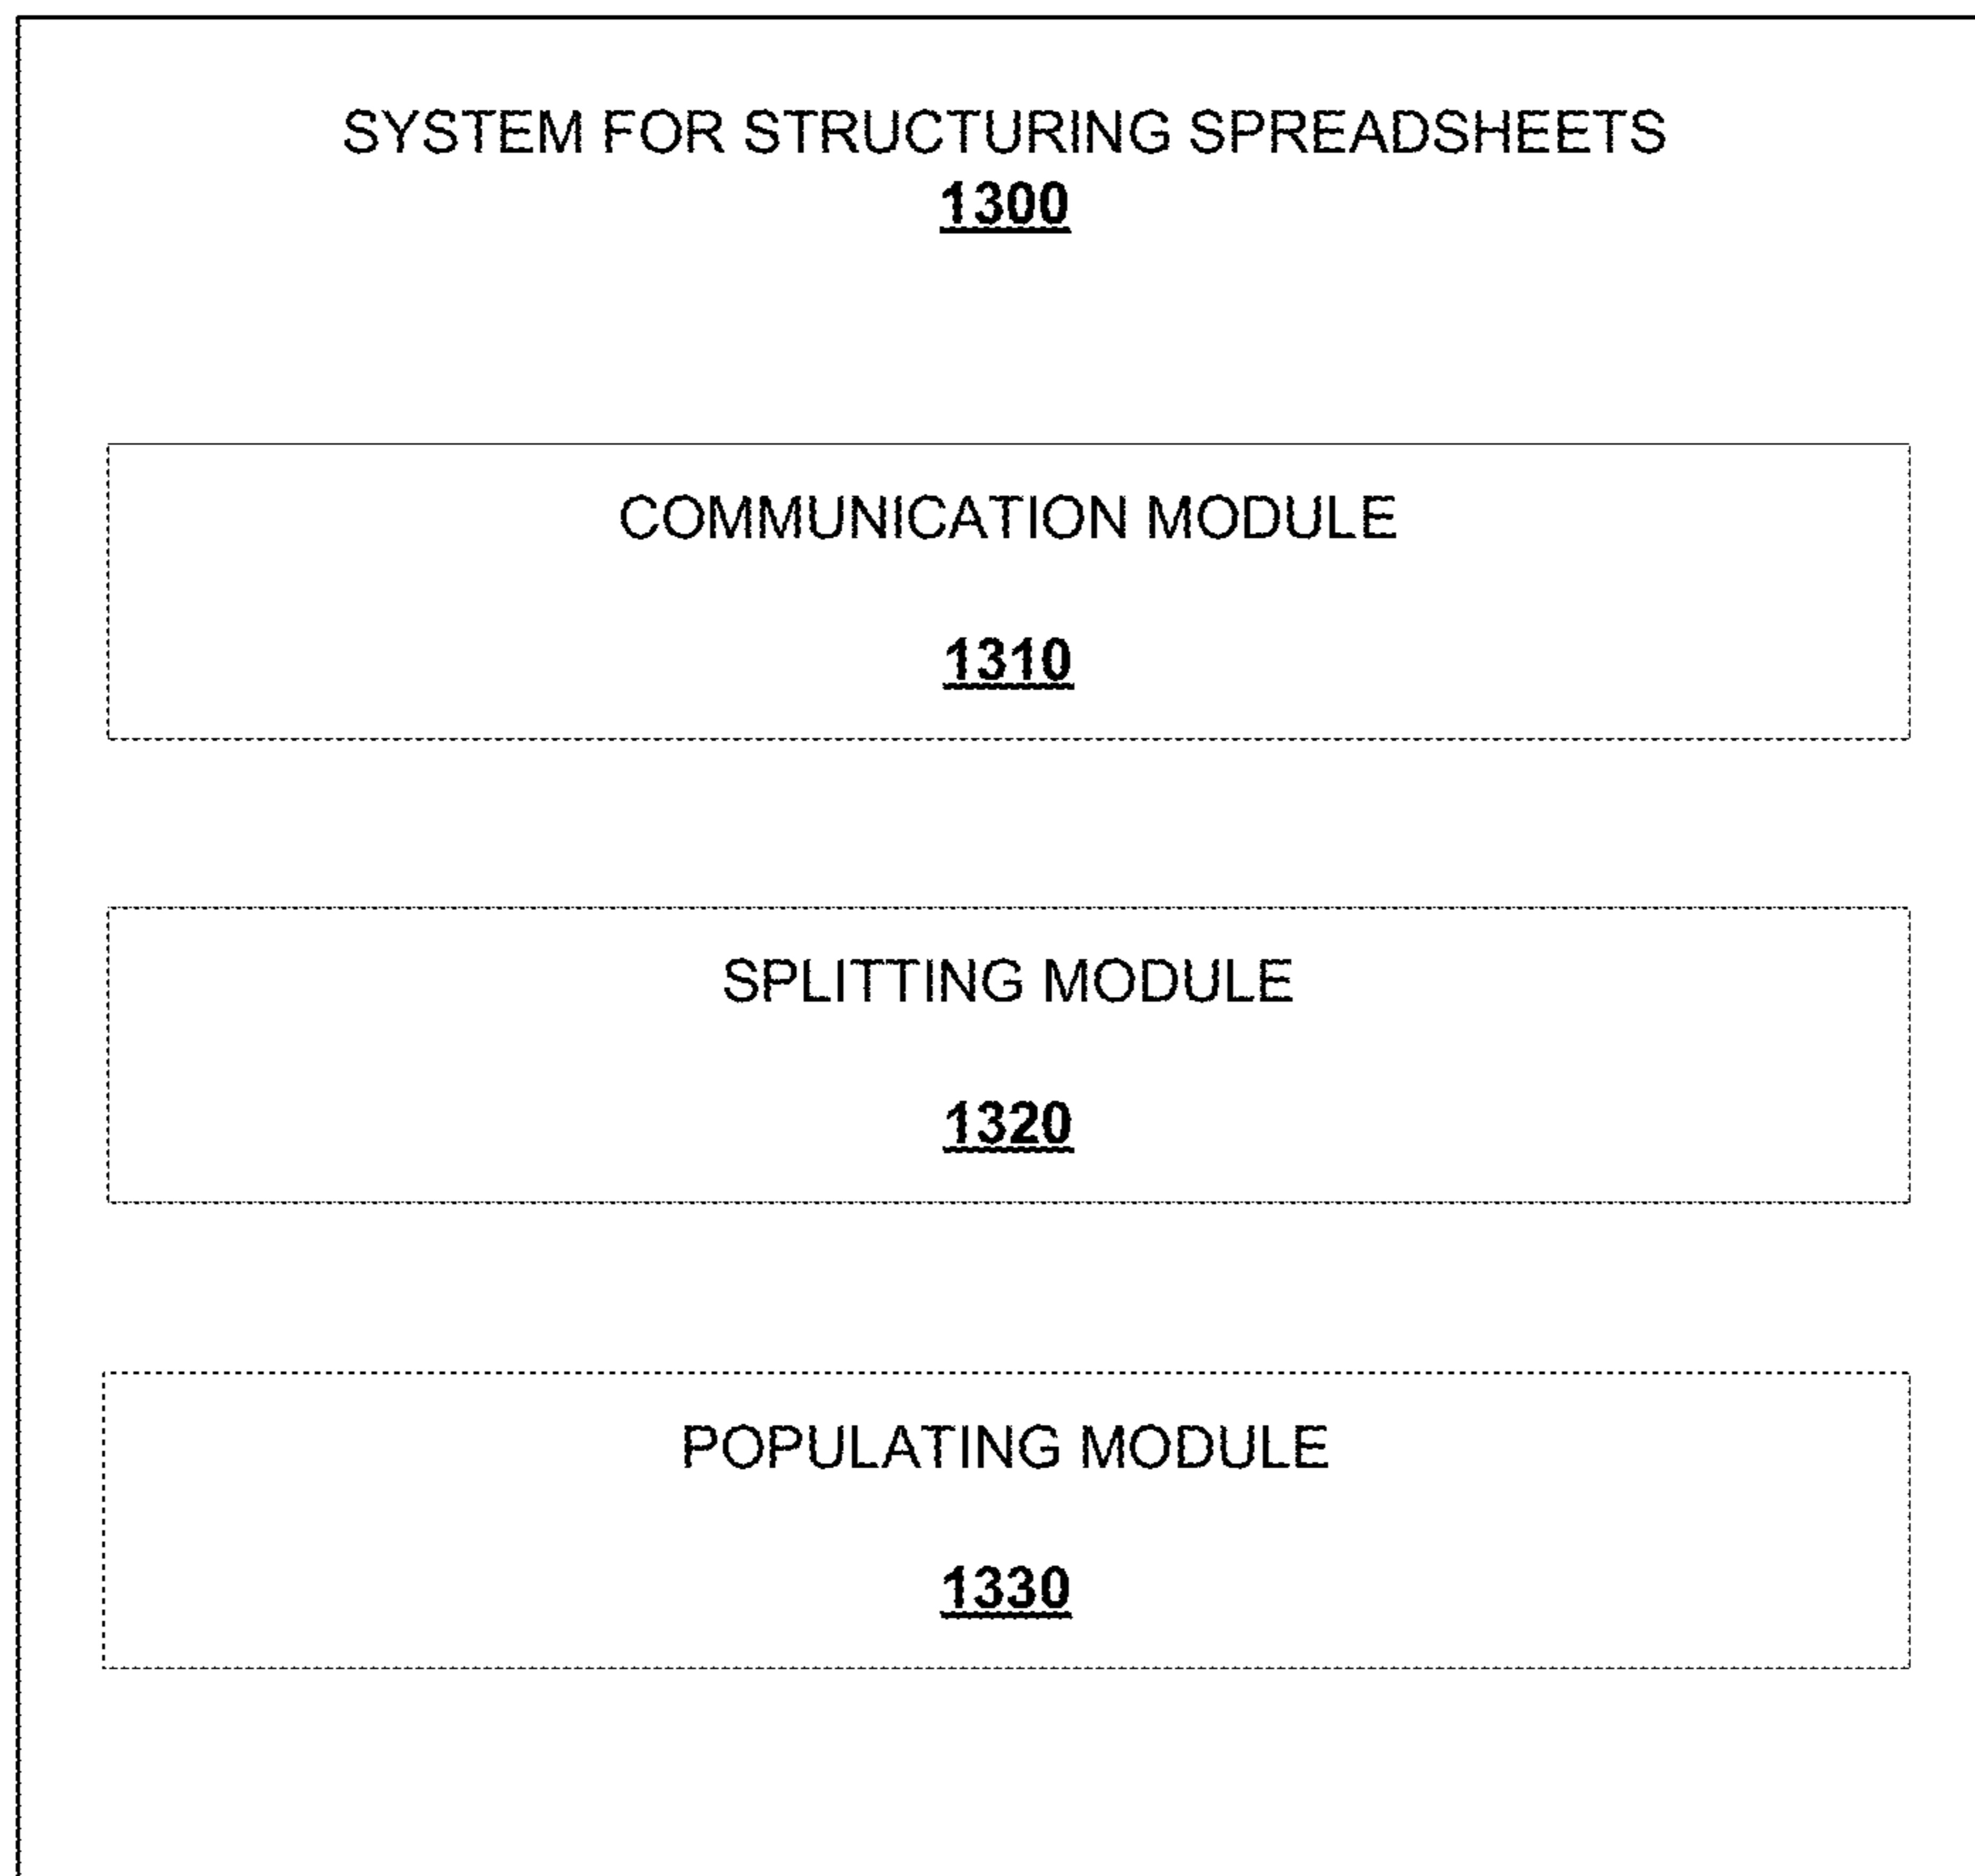 SYSTEM FOR STRUCTURING SPREADSHEETS
1300
COMMUNICATION MODULE
1310
SPLITTING MODULE
1320
POPULATING MODULE
1330